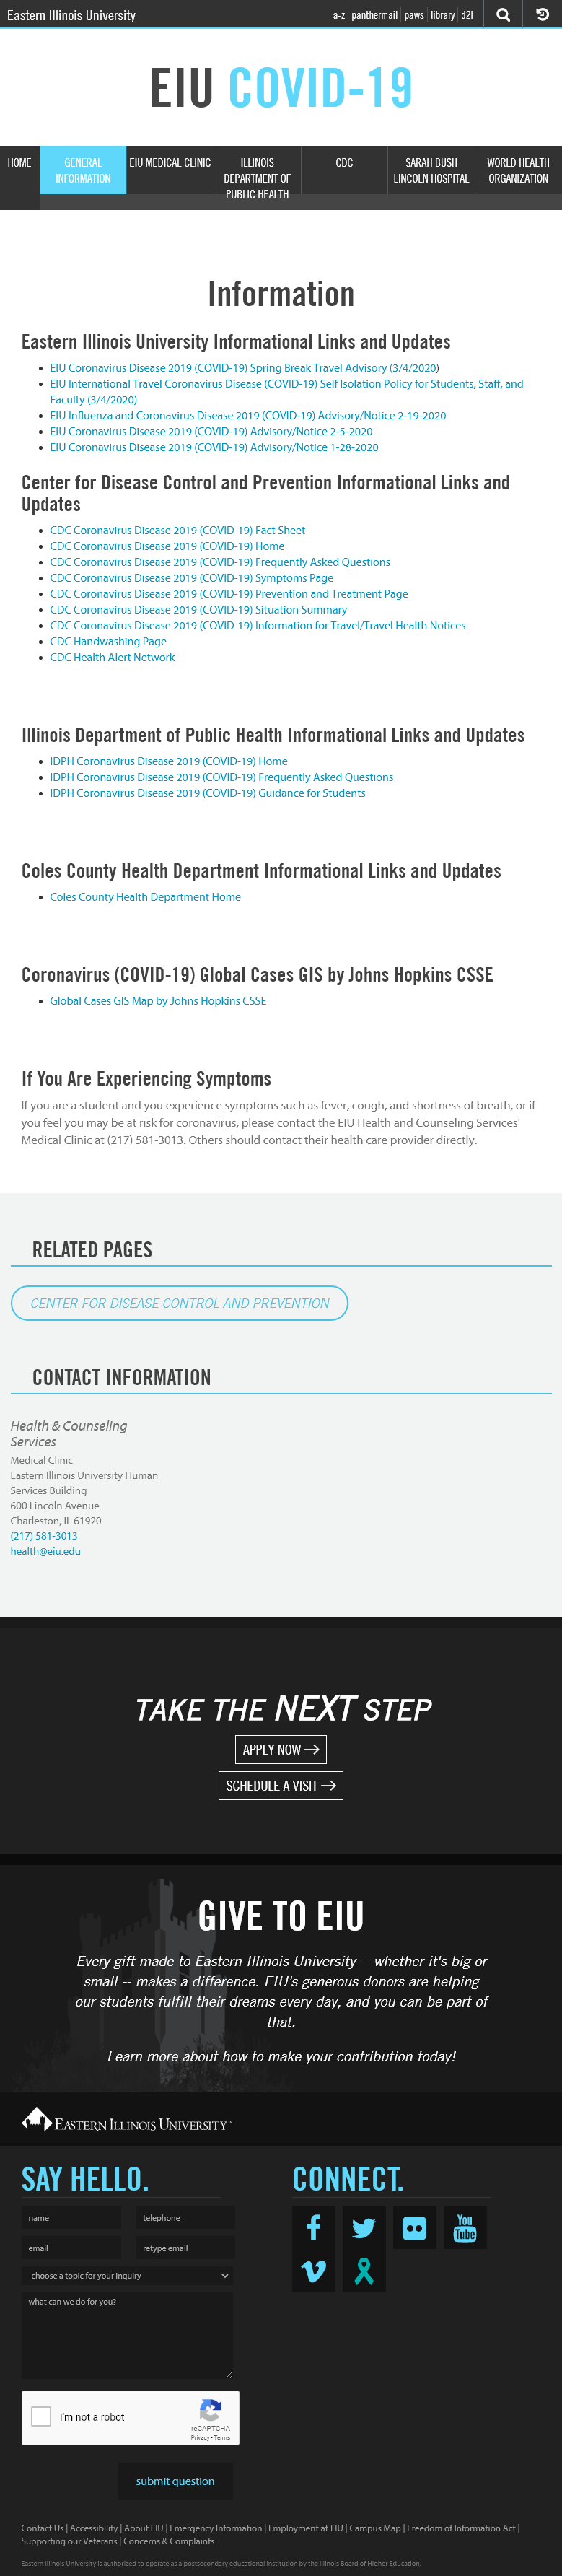 Eastern Illinois University
a-z
panthermail
paws
library
d2l
EIU COVID-19
HOME
GENERAL
INFORMATION
EIU MEDICAL CLINIC
ILLINOIS
DEPARTMENT OF
PUBLIC HEALTH
CDC
SARAH BUSH
LINCOLN HOSPITAL
WORLD HEALTH
ORGANIZATION
Information
Eastern Illinois University Informational Links and Updates
EIU Coronavirus Disease 2019 (COVID-19) Spring Break Travel Advisory (3/4/2020)
EIU International Travel Coronavirus Disease (COVID-19) Self Isolation Policy for Students, Staff, and
Faculty (3/4/2020)
EIU Influenza and Coronavirus Disease 2019 (COVID-19) Advisory/Notice 2-19-2020
EIU Coronavirus Disease 2019 (COVID-19) Advisory/Notice 2-5-2020
EIU Coronavirus Disease 2019 (COVID-19) Advisory/Notice 1-28-2020
Center for Disease Control and Prevention Informational Links and
Updates
CDC Coronavirus Disease 2019 (COVID-19) Fact Sheet
CDC Coronavirus Disease 2019 (COVID-19) Home
CDC Coronavirus Disease 2019 (COVID-19) Frequently Asked Questions
CDC Coronavirus Disease 2019 (COVID-19) Symptoms Page
CDC Coronavirus Disease 2019 (COVID-19) Prevention and Treatment Page
CDC Coronavirus Disease 2019 (COVID-19) Situation Summary
CDC Coronavirus Disease 2019 (COVID-19) Information for Travel/Travel Health Notices
CDC Handwashing Page
CDC Health Alert Network
Illinois Department of Public Health Informational Links and Updates
IDPH Coronavirus Disease 2019 (COVID-19) Home
IDPH Coronavirus Disease 2019 (COVID-19) Frequently Asked Questions
IDPH Coronavirus Disease 2019 (COVID-19) Guidance for Students
Coles County Health Department Informational Links and Updates
Coles County Health Department Home
Coronavirus (COVID-19) Global Cases GIS by Johns Hopkins CSSE
Global Cases GIS Map by Johns Hopkins CSSE
If You Are Experiencing Symptoms
If you are a student and you experience symptoms such as fever, cough, and shortness of breath, or if
you feel you may be at risk for coronavirus, please contact the EIU Health and Counseling Services'
Medical Clinic at (217) 581-3013. Others should contact their health care provider directly.
RELATED PAGES
CENTER FOR DISEASE CONTROL AND PREVENTION
CONTACT INFORMATION
Health & Counseling
Services
Medical Clinic
Eastern Illinois University Human
Services Building
600 Lincoln Avenue
Charleston, IL 61920
(217) 581-3013
health@eiu.edu
TAKE THE NEXT STEP
APPLY NOW →
SCHEDULE A VISIT →
GIVE TO EIU
Every gift made to Eastern Illinois University -- whether it's big or
small -- makes a difference. EIU's generous donors are helping
our students fulfill their dreams every day, and you can be part of
that.
Learn more about how to make your contribution today!
EASTERN ILLINOIS UNIVERSITY™
SAY HELLO.
name
telephone
email
retype email
choose a topic for your inquiry
what can we do for you?
I'm not a robot
reCAPTCHA
Privacy - Terms
submit question
CONNECT.
You
Tube
Contact Us | Accessibility | About EIU | Emergency Information | Employment at EIU | Campus Map | Freedom of Information Act |
Supporting our Veterans | Concerns & Complaints
Eastern Illinois University is authorized to operate as a postsecondary educational institution by the Illinois Board of Higher Education.